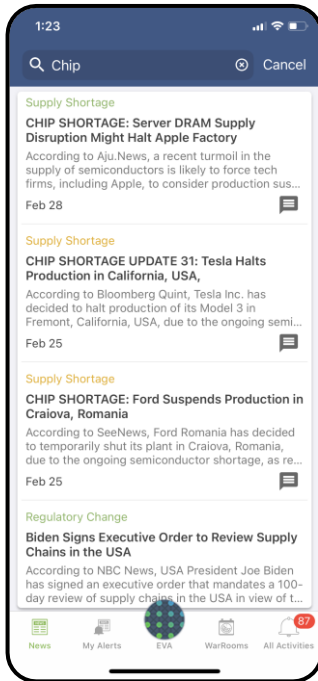 1:23
Chip
Cancel
Supply Shortage
CHIP SHORTAGE: Server DRAM Supply
Disruption Might Halt Apple Factory
According to Aju.News, a recent turmoil in the
supply of semiconductors is likely to force tech
firms, including Apple, to consider production sus...
Feb 28
Supply Shortage
CHIP SHORTAGE UPDATE 31: Tesla Halts
Production in California, USA,
According to Bloomberg Quint, Tesla Inc. has
decided to halt production of its Model 3 in
Fremont, California, USA, due to the ongoing semi...
Feb 25
Supply Shortage
CHIP SHORTAGE: Ford Suspends Production in
Craiova, Romania
According to SeeNews, Ford Romania has decided
to temporarily shut its plant in Craiova, Romania,
due to the ongoing semiconductor shortage, as re...
Feb 25
Regulatory Change
Biden Signs Executive Order to Review Supply
Chains in the USA
According to NBC News, USA President Joe Biden
has signed an executive order that mandates a 100-
day review of supply chains in the USA in view of t...
87
News
My Alerts
EVA
WarRooms
All Activities